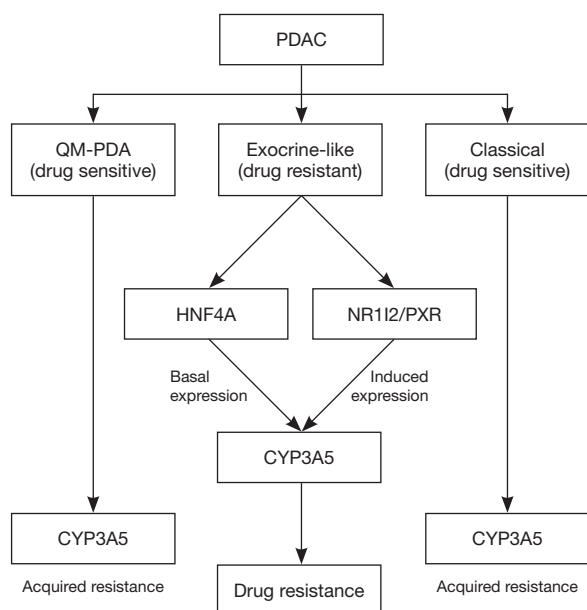 PDAC
QM-PDA
(drug sensitive)
Exocrine-like
(drug resistant)
Classical
(drug sensitive)
HNF4A
NR1I2/PXR
Basal
expression
Induced
expression
CYP3A5
CYP3A5
Acquired resistance
Drug resistance
CYP3A5
Acquired resistance